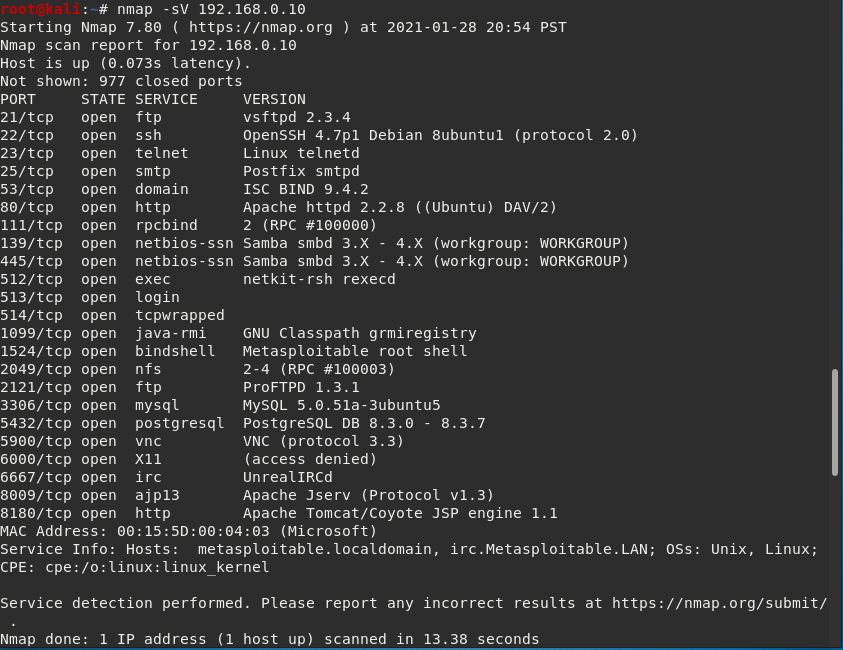 root@kali:~# nmap -sV 192.168.0.10
Starting Nmap 7.80 ( https://nmap.org ) at 2021-01-28 20:54 PST
Nmap scan report for 192.168.0.10
Host is up (0.073s latency).
Not shown: 977 closed ports
PORT     STATE SERVICE     VERSION
21/tcp   open  ftp         vsftpd 2.3.4
22/tcp   open  ssh         OpenSSH 4.7p1 Debian 8ubuntu1 (protocol 2.0)
23/tcp   open  telnet      Linux telnetd
25/tcp   open  smtp        Postfix smtpd
53/tcp   open  domain      ISC BIND 9.4.2
80/tcp   open  http        Apache httpd 2.2.8 ((Ubuntu) DAV/2)
111/tcp  open  rpcbind     2 (RPC #100000)
139/tcp  open  netbios-ssn Samba smbd 3.X - 4.X (workgroup: WORKGROUP)
445/tcp  open  netbios-ssn Samba smbd 3.X - 4.X (workgroup: WORKGROUP)
512/tcp  open  exec        netkit-rsh rexecd
513/tcp  open  login
514/tcp  open  tcpwrapped
1099/tcp open  java-rmi    GNU Classpath grmiregistry
1524/tcp open  bindshell   Metasploitable root shell
2049/tcp open  nfs         2-4 (RPC #100003)
2121/tcp open  ftp         ProFTPD 1.3.1
3306/tcp open  mysql       MySQL 5.0.51a-3ubuntu5
5432/tcp open  postgresql  PostgreSQL DB 8.3.0 - 8.3.7
5900/tcp open  vnc         VNC (protocol 3.3)
6000/tcp open  X11         (access denied)
6667/tcp open  irc         UnrealIRCd
8009/tcp open  ajp13       Apache Jserv (Protocol v1.3)
8180/tcp open  http        Apache Tomcat/Coyote JSP engine 1.1
MAC Address: 00:15:5D:00:04:03 (Microsoft)
Service Info: Hosts:  metasploitable.localdomain, irc.Metasploitable.LAN; OSs: Unix, Linux;
CPE: cpe:/o:linux:linux_kernel

Service detection performed. Please report any incorrect results at https://nmap.org/submit/
 .
Nmap done: 1 IP address (1 host up) scanned in 13.38 seconds